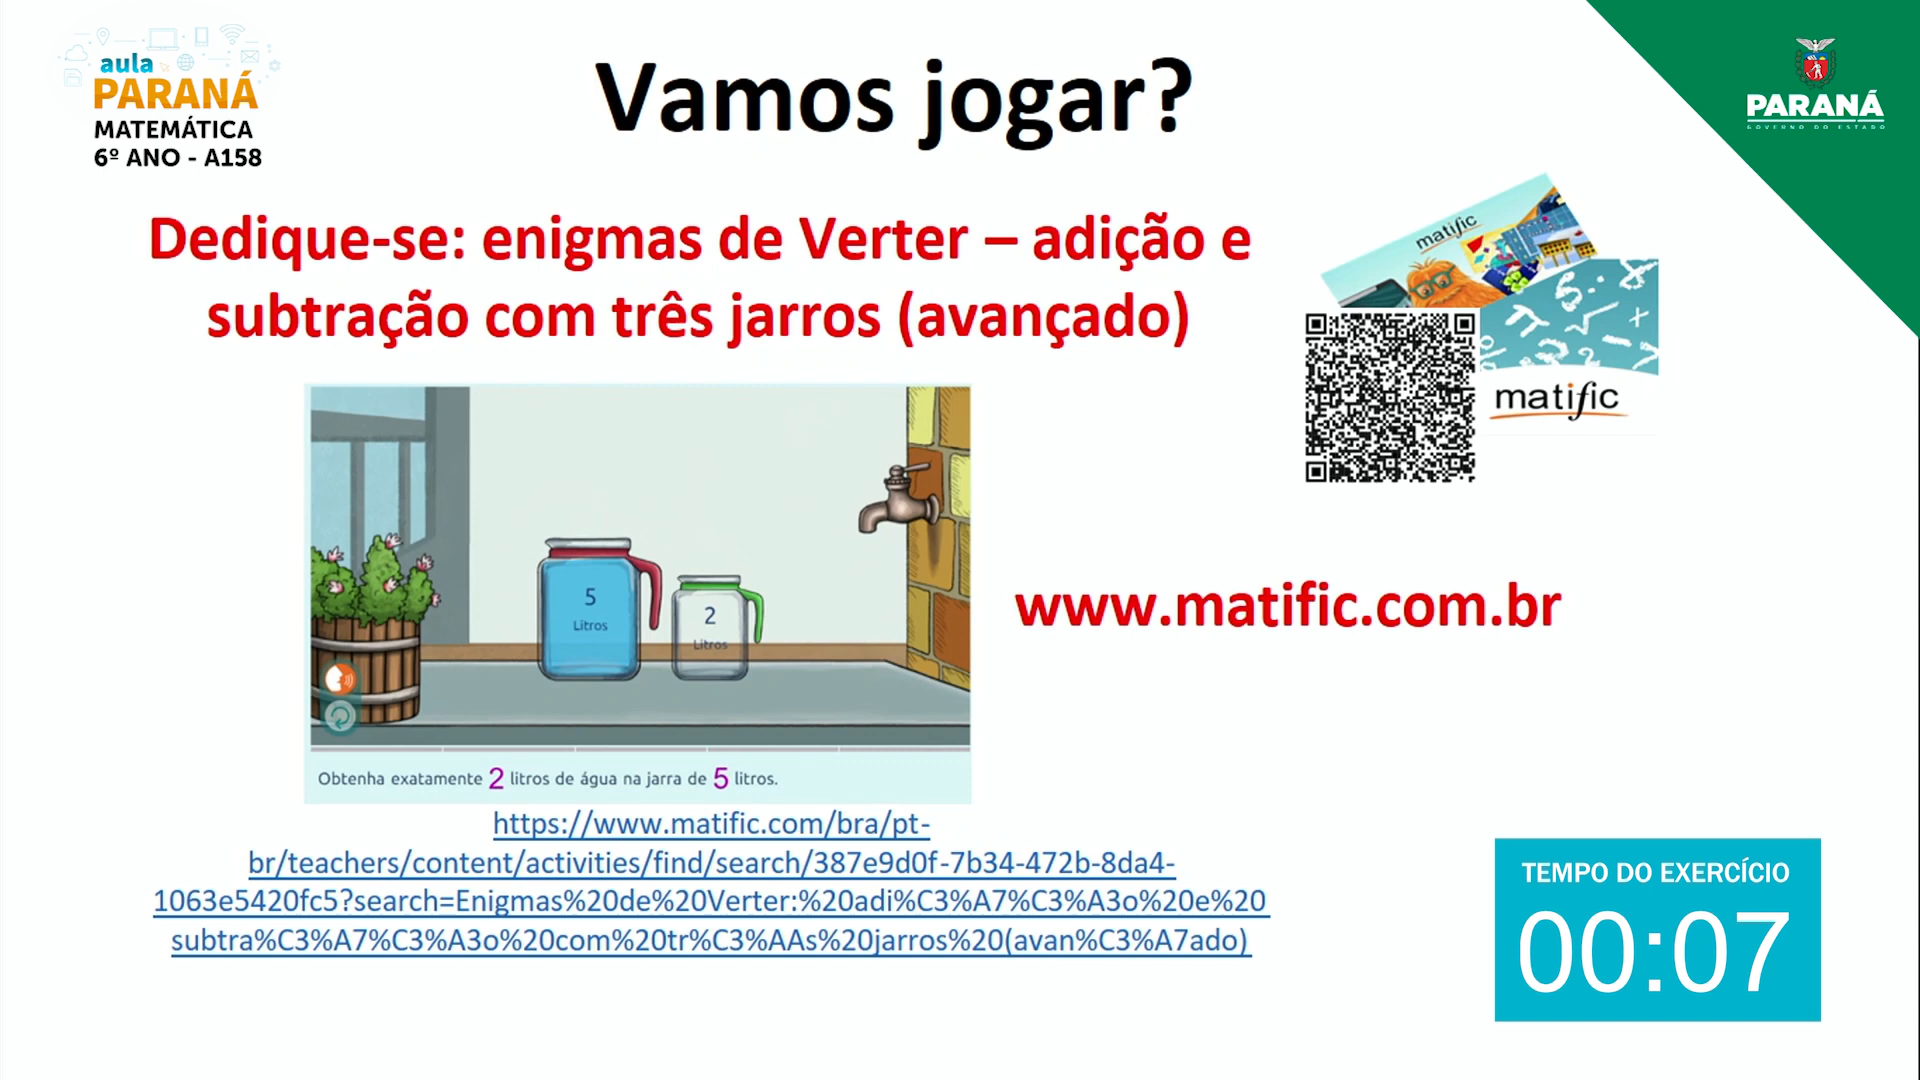 aula
PARANÁ
MATEMÁTICA
6º ANO - A158
Vamos jogar?
PARANÁ
GOVERNO DO ESTADO
Dedique-se: enigmas de Verter – adição e
subtração com três jarros (avançado)
matific
matific
5
Litros
2
Litros
www.matific.com.br
Obtenha exatamente 2 litros de água na jarra de 5 litros.
https://www.matific.com/bra/pt-
br/teachers/content/activities/find/search/387e9d0f-7b34-472b-8da4-
1063e5420fc5?search=Enigmas%20de%20Verter:%20adi%C3%A7%C3%A3o%20e%20
subtra%C3%A7%C3%A3o%20com%20tr%C3%AAs%20jarros%20(avan%C3%A7ado)
TEMPO DO EXERCÍCIO
00:07